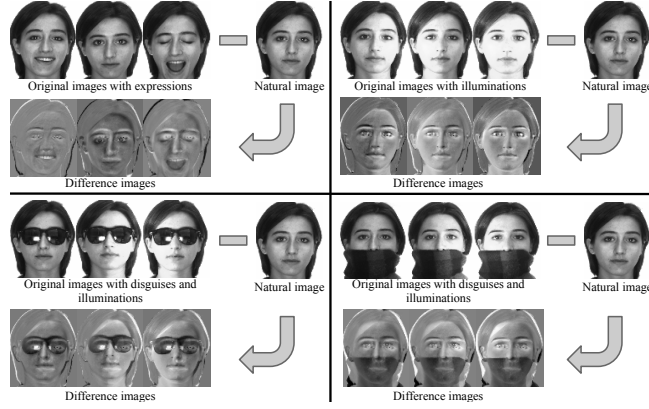 Original images with expressions
Natural image
Difference images
Original images with illuminations
Natural image
Difference images
Original images with disguises and
illuminations
Natural image
Difference images
Original images with disguises and
illuminations
Natural image
Difference images